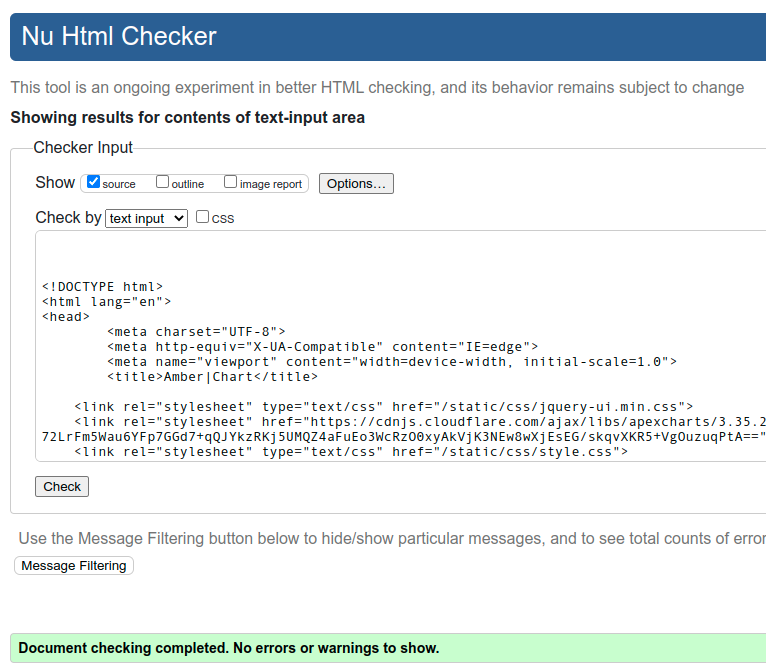 Nu Html Checker
This tool is an ongoing experiment in better HTML checking, and its behavior remains subject to change
Showing results for contents of text-input area
Checker Input
Show source outline image report Options...
Check by text input CSS
<!DOCTYPE html>
<html lang="en">
<head>
<meta charset="UTF-8">
<meta http-equiv="X-UA-Compatible" content="IE=edge">
<meta name="viewport" content="width=device-width, initial-scale=1.0">
<title>Amber|Chart</title>
<link rel="stylesheet" type="text/css" href="/static/css/jquery-ui.min.css">
<link rel="stylesheet" href="https://cdnjs.cloudflare.com/ajax/libs/apexcharts/3.35.2
72LrFm5Wau6YFp7GGd7+qQJYkzRKj5UMQZ4aFuEo3WcRzO0xyAkVjK3NEw8wXjEsEG/skqvXKR5+VgOuzuqPtA=="
<link rel="stylesheet" type="text/css" href="/static/css/style.css">
Check
Use the Message Filtering button below to hide/show particular messages, and to see total counts of error
Message Filtering
Document checking completed. No errors or warnings to show.